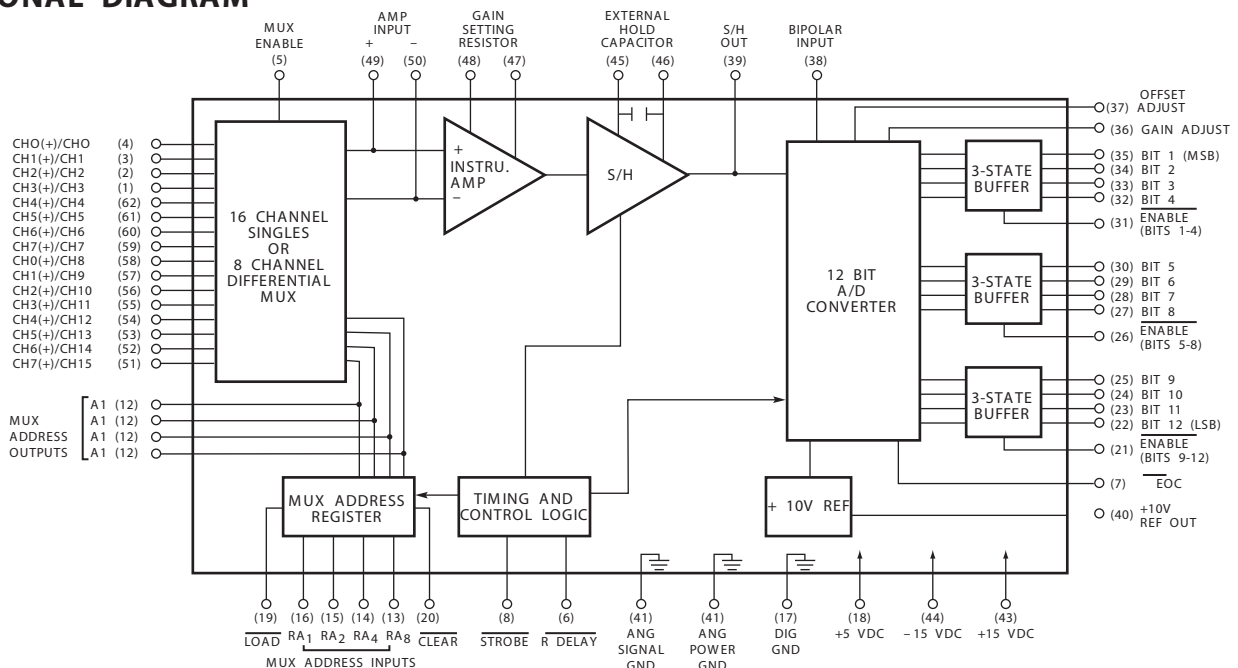 ONAL DIAGRAM
MUX
ENABLE
(5)
AMP
INPUT
+ −
(49) (50)
GAIN
SETTING
RESISTOR
(48) (47)
EXTERNAL
HOLD
CAPACITOR
(45) (46)
S/H
OUT
(39)
BIPOLAR
INPUT
(38)
OFFSET
(37) ADJUST
(36) GAIN ADJUST
CHO(+)/CHO (4)
CH1(+)/CH1 (3)
CH2(+)/CH2 (2)
CH3(+)/CH3 (1)
CH4(+)/CH4 (62)
CH5(+)/CH5 (61)
CH6(+)/CH6 (60)
CH7(+)/CH7 (59)
CH0(+)/CH8 (58)
CH1(+)/CH9 (57)
CH2(+)/CH10 (56)
CH3(+)/CH11 (55)
CH4(+)/CH12 (54)
CH5(+)/CH13 (53)
CH6(+)/CH14 (52)
CH7(+)/CH15 (51)
16 CHANNEL
SINGLES
OR
8 CHANNEL
DIFFERENTIAL
MUX
+
INSTRU.
AMP
−
S/H
12 BIT
A/D
CONVERTER
3-STATE
BUFFER
(35) BIT 1 (MSB)
(34) BIT 2
(33) BIT 3
(32) BIT 4
(31) ENABLE
(BITS 1-4)
3-STATE
BUFFER
(30) BIT 5
(29) BIT 6
(28) BIT 7
(27) BIT 8
(26) ENABLE
(BITS 5-8)
3-STATE
BUFFER
(25) BIT 9
(24) BIT 10
(23) BIT 11
(22) BIT 12 (LSB)
(21) ENABLE
(BITS 9-12)
(7) EOC
(40) +10V
REF OUT
MUX
ADDRESS
OUTPUTS
A1 (12)
A1 (12)
A1 (12)
A1 (12)
MUX ADDRESS
REGISTER
TIMING AND
CONTROL LOGIC
+ 10V REF
(19) (16) (15) (14) (13) (20)
LOAD RA1 RA2 RA4 RA8 CLEAR
MUX ADDRESS INPUTS
(8)
STROBE
(6)
R DELAY
(41)
ANG
SIGNAL
GND
(41)
ANG
POWER
GND
(17)
DIG
GND
(18)
+5 VDC
(44)
−15 VDC
(43)
+15 VDC